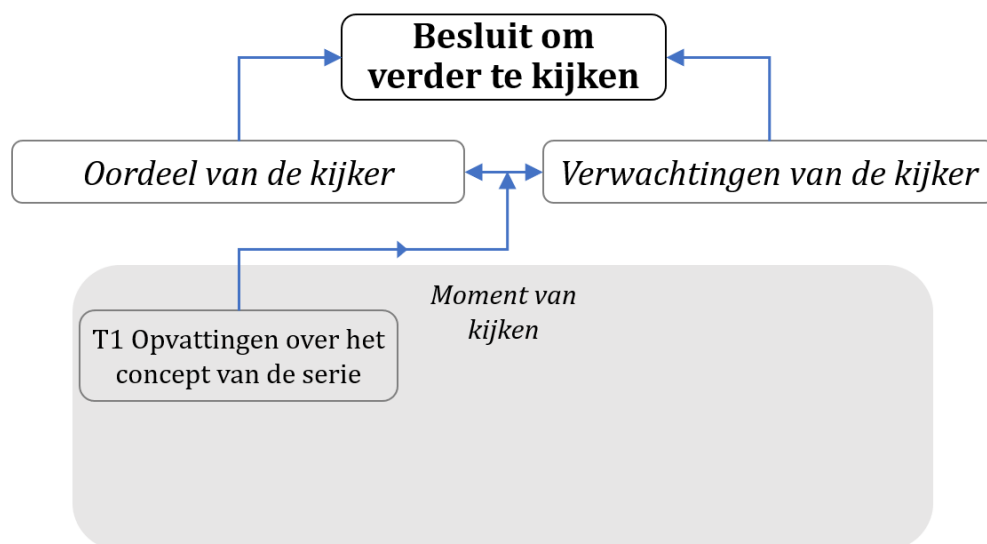 Besluit om
verder te kijken
Oordeel van de kijker
Verwachtingen van de kijker
Moment van
kijken
T1 Opvattingen over het
concept van de serie